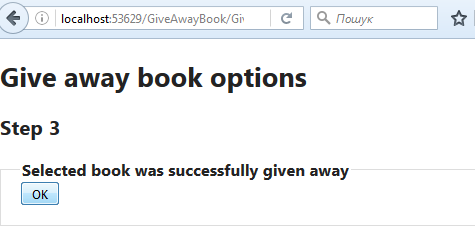 localhost:53629/GiveAwayBook/Giv
Пошук
Give away book options
Step 3
Selected book was successfully given away
OK